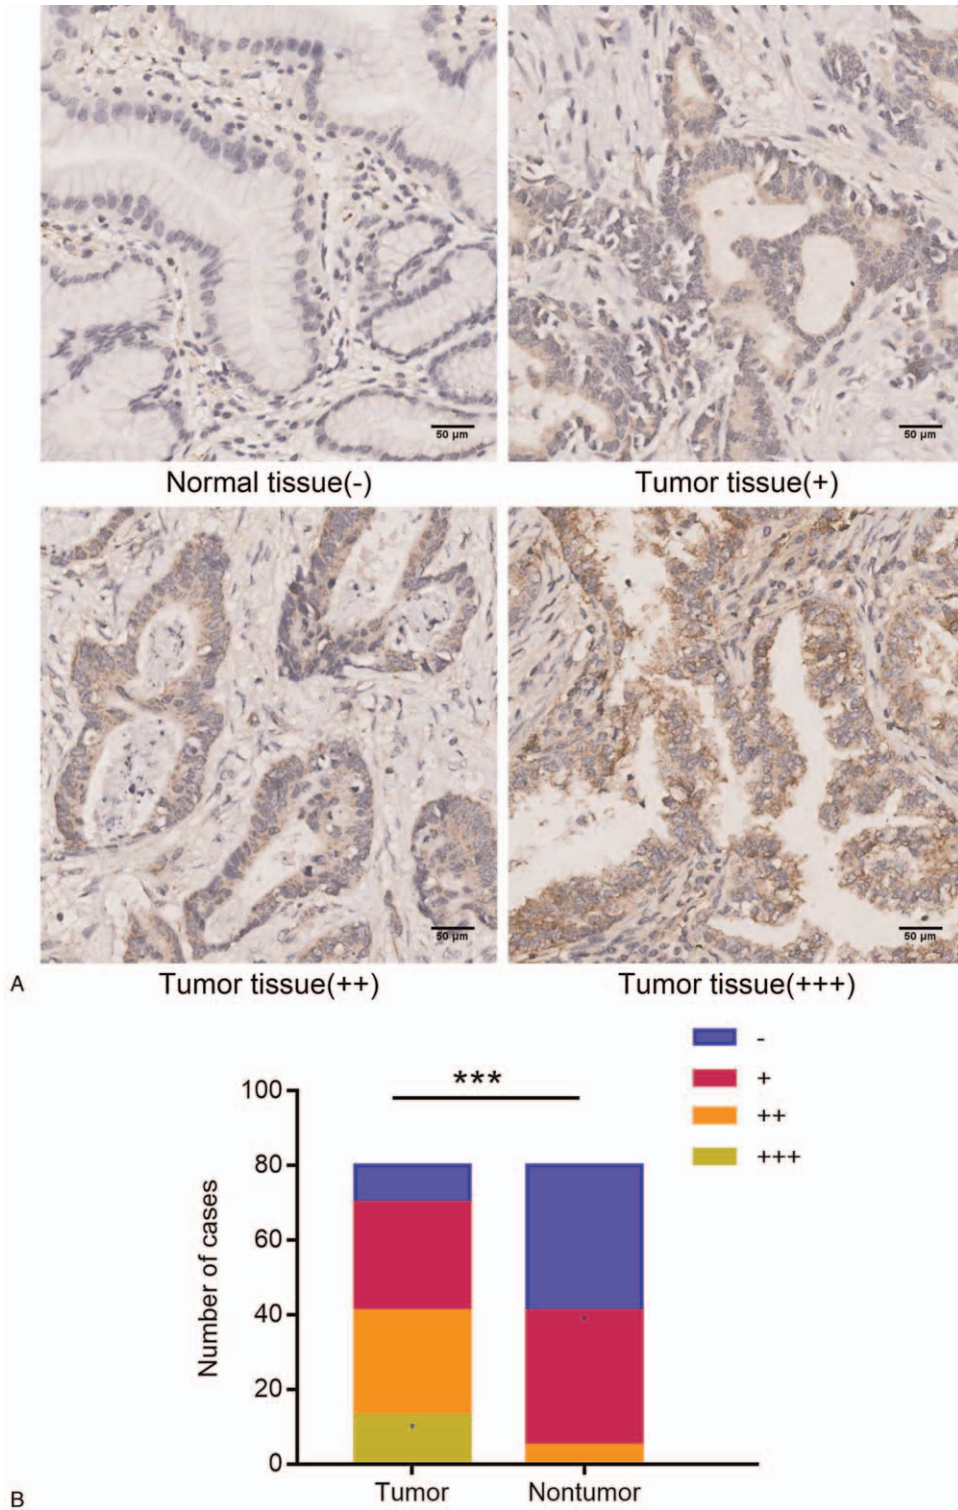 50 µm
50 µm
Normal tissue(-)
Tumor tissue(+)
50 µm
50 µm
A
Tumor tissue(++)
Tumor tissue(+++)
-
+
++
+++
***
100
80
60
40
20
0
Number of cases
Tumor
Nontumor
B